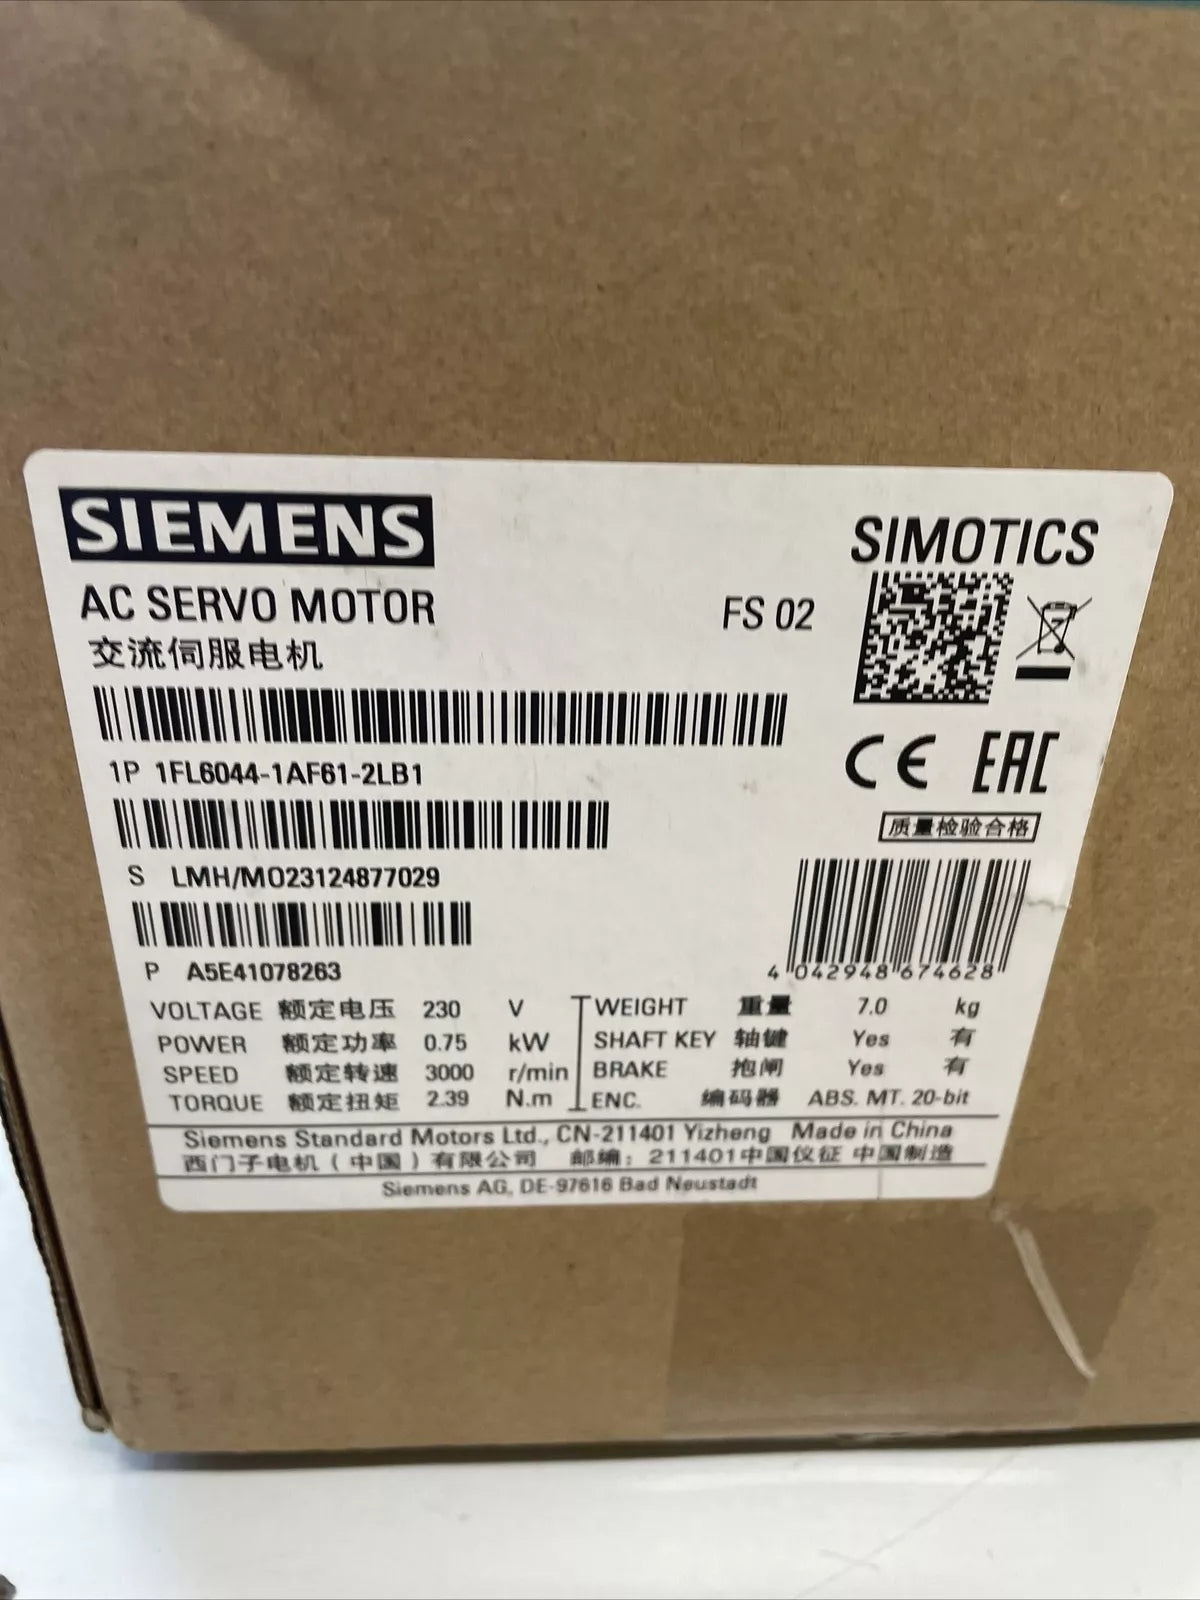 SIEMENS
SIMOTICS
AC SERVO MOTOR
FS 02
交流伺服电机
1P 1FL6044-1AF61-2LB1
CE EAC
质量检验合格
S LMH/MO23124877029
P A5E41078263
4 042948 674628
VOLTAGE 额定电压 230 V
POWER 额定功率 0.75 kW
SPEED 额定转速 3000 r/min
TORQUE 额定扭矩 2.39 N.m
WEIGHT 重量 7.0 kg
SHAFT KEY 轴键 Yes 有
BRAKE 抱闸 Yes 有
ENC. 编码器 ABS. MT. 20-bit
Siemens Standard Motors Ltd., CN-211401 Yizheng Made in China
西门子电机（中国）有限公司 邮编：211401中国仪征 中国制造
Siemens AG, DE-97616 Bad Neustadt